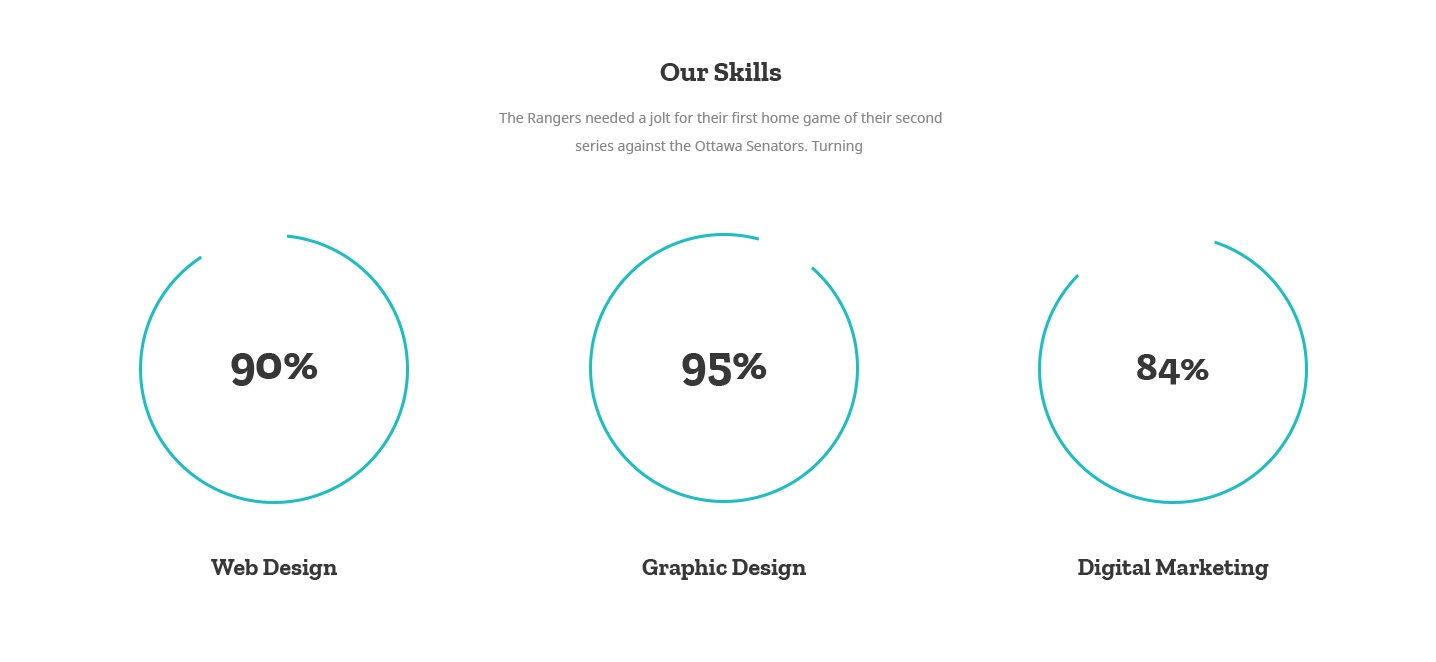 Our Skills
The Rangers needed a jolt for their first home game of their second
series against the Ottawa Senators. Turning
90%
95%
84%
Web Design
Graphic Design
Digital Marketing